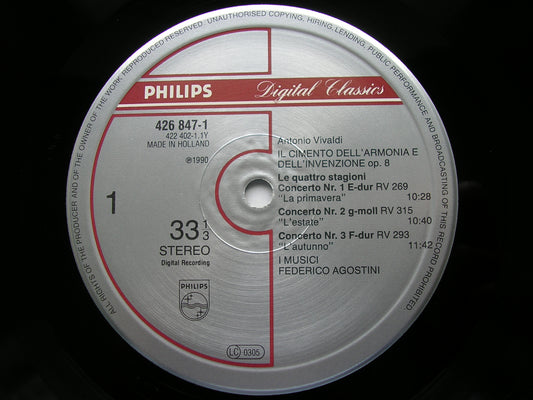 ALL RIGHTS OF THE PRODUCER AND OF THE OWNER OF THE WORK REPRODUCED RESERVED. UNAUTHORISED COPYING, HIRING, LENDING, PUBLIC PERFORMANCE AND BROADCASTING OF THIS RECORD PROHIBITED.
PHILIPS
Digital Classics
426 847-1
422 402-1.1Y
MADE IN HOLLAND
℗1990
1
33 1/3
STEREO
Digital Recording
PHILIPS
Antonio Vivaldi
IL CIMENTO DELL'ARMONIA E
DELL'INVENZIONE op. 8
Le quattro stagioni
Concerto Nr. 1 E-dur RV 269
"La primavera" 10:28
Concerto Nr. 2 g-moll RV 315
"L'estate" 10:40
Concerto Nr. 3 F-dur RV 293
"L'autunno" 11:42
I MUSICI
FEDERICO AGOSTINI
LC 0305